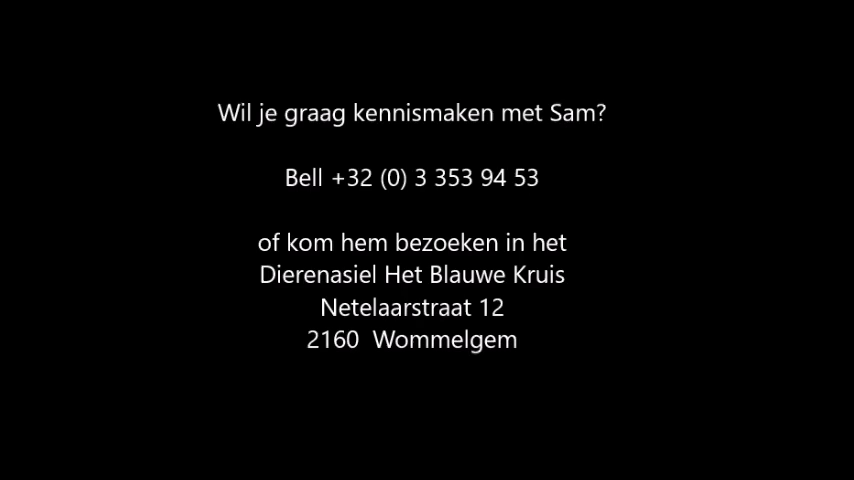 Wil je graag kennismaken met Sam?
Bell +32 (0) 3 353 94 53
of kom hem bezoeken in het
Dierenasiel Het Blauwe Kruis
Netelaarstraat 12
2160  Wommelgem